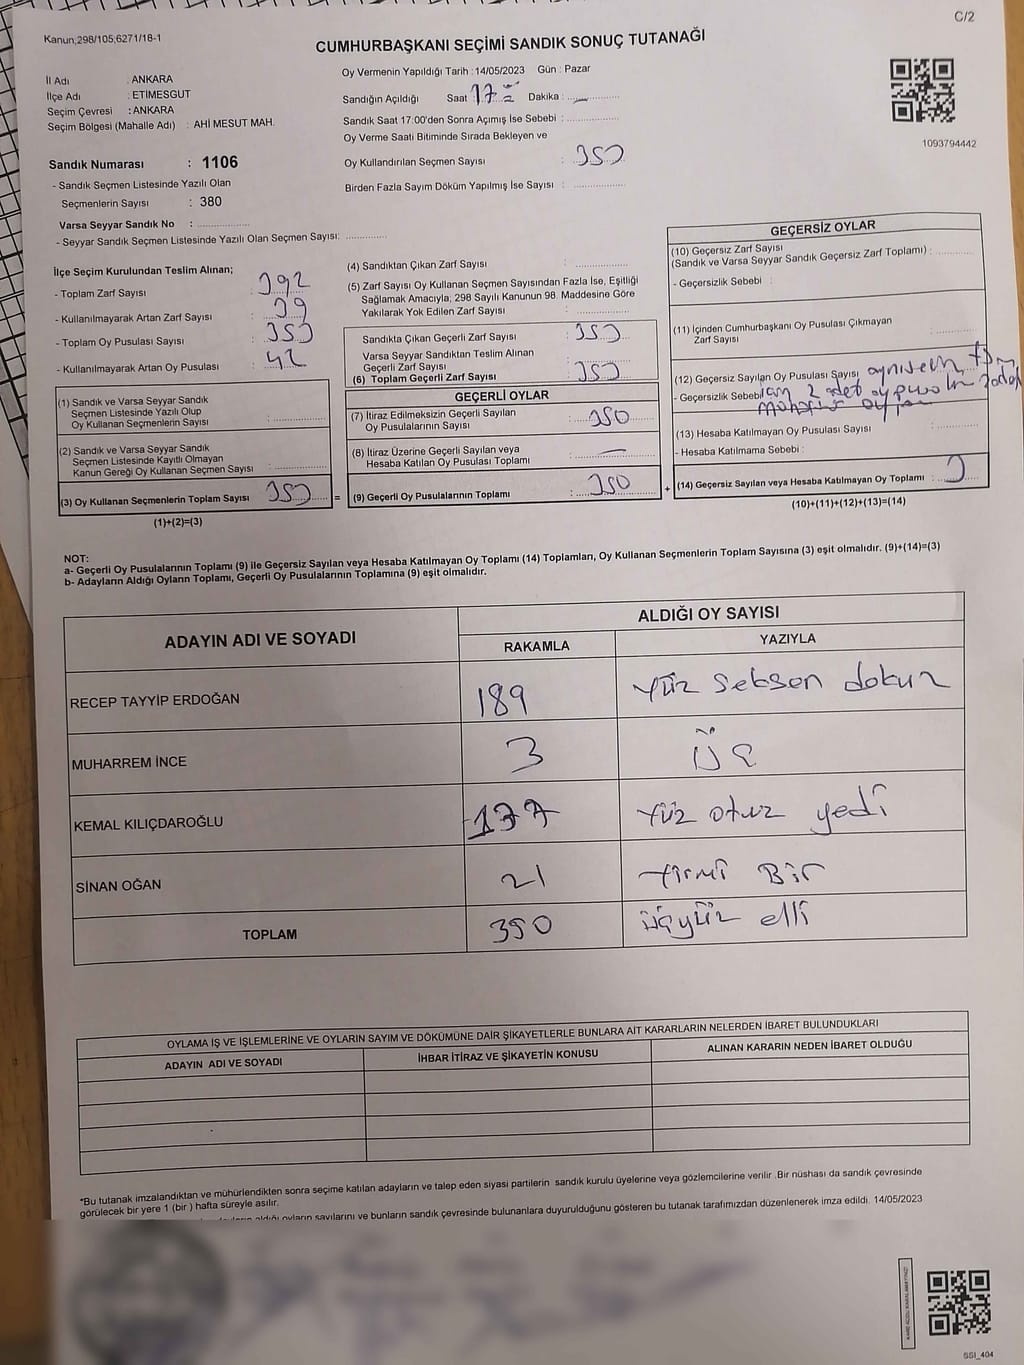 C/2
Kanun;298/105;6271/18-1
CUMHURBAŞKANI SEÇİMİ SANDIK SONUÇ TUTANAĞI
İl Adı : ANKARA
İlçe Adı : ETIMESGUT
Seçim Çevresi : ANKARA
Seçim Bölgesi (Mahalle Adı) : AHİ MESUT MAH.
Oy Vermenin Yapıldığı Tarih :14/05/2023 Gün : Pazar
Sandığın Açıldığı Saat : 17 Dakika :
Sandık Saat 17:00'den Sonra Açımış İse Sebebi :
Oy Verme Saati Bitiminde Sırada Bekleyen ve
Oy Kullandırılan Seçmen Sayısı : 353
Birden Fazla Sayım Döküm Yapılmış İse Sayısı :
1093794442
Sandık Numarası : 1106
- Sandık Seçmen Listesinde Yazılı Olan
Seçmenlerin Sayısı : 380
Varsa Seyyar Sandık No :
- Seyyar Sandık Seçmen Listesinde Yazılı Olan Seçmen Sayısı:
İlçe Seçim Kurulundan Teslim Alınan;
- Toplam Zarf Sayısı : 392
- Kullanılmayarak Artan Zarf Sayısı : 39
- Toplam Oy Pusulası Sayısı :
- Kullanılmayarak Artan Oy Pusulası : 42
(4) Sandıktan Çıkan Zarf Sayısı :
(5) Zarf Sayısı Oy Kullanan Seçmen Sayısından Fazla İse, Eşitliği
Sağlamak Amacıyla; 298 Sayılı Kanunun 98. Maddesine Göre
Yakılarak Yok Edilen Zarf Sayısı :
Sandıkta Çıkan Geçerli Zarf Sayısı : 353
Varsa Seyyar Sandıktan Teslim Alınan
Geçerli Zarf Sayısı :
(6) Toplam Geçerli Zarf Sayısı : 353
(1) Sandık ve Varsa Seyyar Sandık
Seçmen Listesinde Yazılı Olup
Oy Kullanan Seçmenlerin Sayısı :
(2) Sandık ve Varsa Seyyar Sandık
Seçmen Listesinde Kayıtlı Olmayan
Kanun Gereği Oy Kullanan Seçmen Sayısı :
(3) Oy Kullanan Seçmenlerin Toplam Sayısı : 353 =
(1)+(2)=(3)
GEÇERLİ OYLAR
(7) İtiraz Edilmeksizin Geçerli Sayılan
Oy Pusulalarının Sayısı : 350
(8) İtiraz Üzerine Geçerli Sayılan veya
Hesaba Katılan Oy Pusulası Toplamı : —
(9) Geçerli Oy Pusulalarının Toplamı : 350 +
GEÇERSİZ OYLAR
(10) Geçersiz Zarf Sayısı
(Sandık ve Varsa Seyyar Sandık Geçersiz Zarf Toplamı) :
- Geçersizlik Sebebi :
(11) İçinden Cumhurbaşkanı Oy Pusulası Çıkmayan
Zarf Sayısı :
(12) Geçersiz Sayılan Oy Pusulası Sayısı
- Geçersizlik Sebebi 2 adet
(13) Hesaba Katılmayan Oy Pusulası Sayısı :
- Hesaba Katılmama Sebebi :
(14) Geçersiz Sayılan veya Hesaba Katılmayan Oy Toplamı : 3
(10)+(11)+(12)+(13)=(14)
NOT:
a- Geçerli Oy Pusulalarının Toplamı (9) ile Geçersiz Sayılan veya Hesaba Katılmayan Oy Toplamı (14) Toplamları, Oy Kullanan Seçmenlerin Toplam Sayısına (3) eşit olmalıdır. (9)+(14)=(3)
b- Adayların Aldığı Oyların Toplamı, Geçerli Oy Pusulalarının Toplamına (9) eşit olmalıdır.
ADAYIN ADI VE SOYADI ALDIĞI OY SAYISI
RAKAMLA YAZIYLA
RECEP TAYYİP ERDOĞAN 189 Yüz seksen dokuz
MUHARREM İNCE 3 üç
KEMAL KILIÇDAROĞLU 137 Yüz otuz yedi
SİNAN OĞAN 21 Yirmi Bir
TOPLAM 350 üçyüz elli
OYLAMA İŞ VE İŞLEMLERİNE VE OYLARIN SAYIM VE DÖKÜMÜNE DAİR ŞİKAYETLERLE BUNLARA AİT KARARLARIN NELERDEN İBARET BULUNDUKLARI
ADAYIN ADI VE SOYADI İHBAR İTİRAZ VE ŞİKAYETİN KONUSU ALINAN KARARIN NEDEN İBARET OLDUĞU
*Bu tutanak imzalandıktan ve mühürlendikten sonra seçime katılan adayların ve talep eden siyasi partilerin sandık kurulu üyelerine veya gözlemcilerine verilir .Bir nüshası da sandık çevresinde
görülecek bir yere 1 (bir ) hafta süreyle asılır.
aldığı oyların sayılarını ve bunların sandık çevresinde bulunanlara duyurulduğunu gösteren bu tutanak tarafımızdan düzenlenerek imza edildi. 14/05/2023
SSI_404